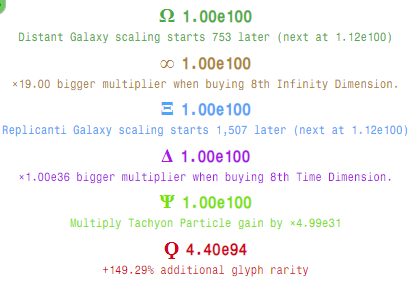 Ω 1.00e100
Distant Galaxy scaling starts 753 later (next at 1.12e100)
∞ 1.00e100
×19.00 bigger multiplier when buying 8th Infinity Dimension.
Ξ 1.00e100
Replicanti Galaxy scaling starts 1,507 later (next at 1.12e100)
Δ 1.00e100
×1.00e36 bigger multiplier when buying 8th Time Dimension.
Ψ 1.00e100
Multiply Tachyon Particle gain by ×4.99e31
Ϙ 4.40e94
+149.29% additional glyph rarity